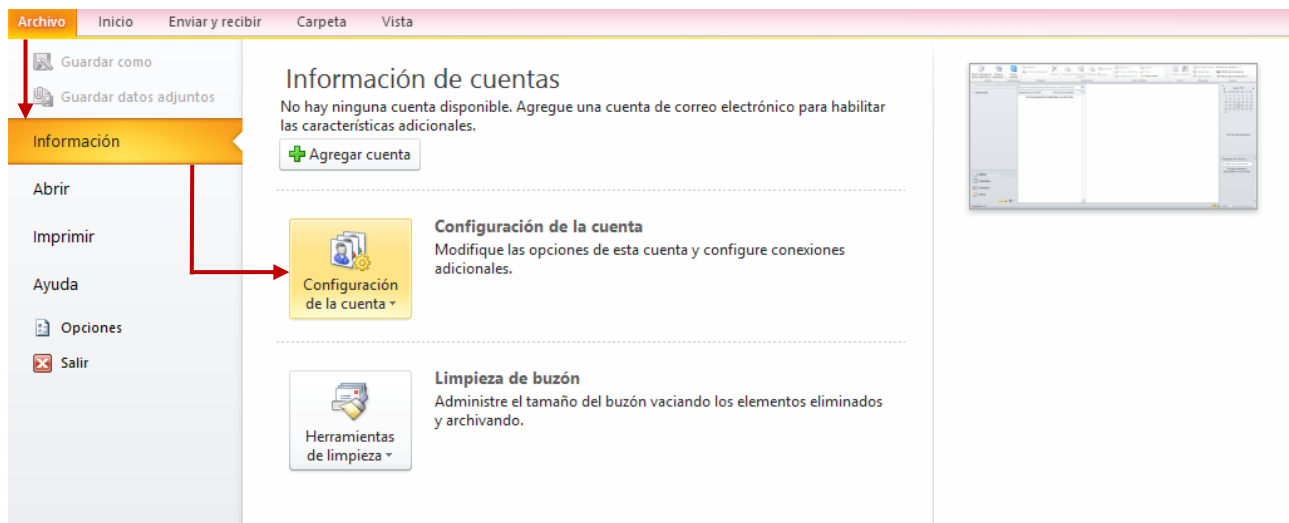 Archivo Inicio Enviar y recibir Carpeta Vista
Guardar como
Guardar datos adjuntos
Información
Abrir
Imprimir
Ayuda
Opciones
Salir
Información de cuentas
No hay ninguna cuenta disponible. Agregue una cuenta de correo electrónico para habilitar
las características adicionales.
Agregar cuenta
Configuración
de la cuenta
Configuración de la cuenta
Modifique las opciones de esta cuenta y configure conexiones
adicionales.
Herramientas
de limpieza
Limpieza de buzón
Administre el tamaño del buzón vaciando los elementos eliminados
y archivando.